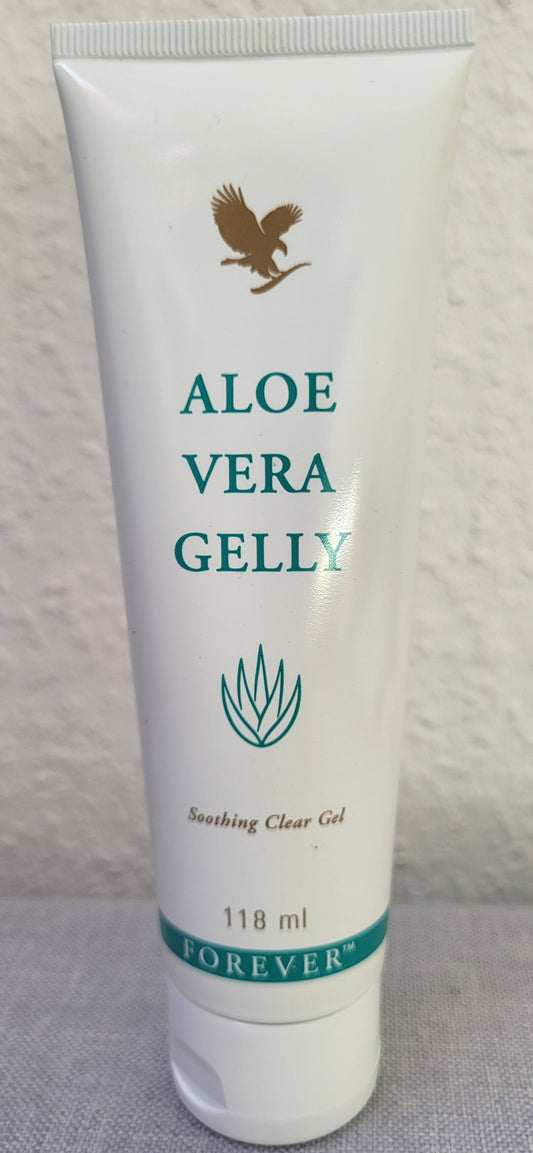 ALOE
VERA
GELLY
Soothing Clear Gel
118 ml
FOREVER™